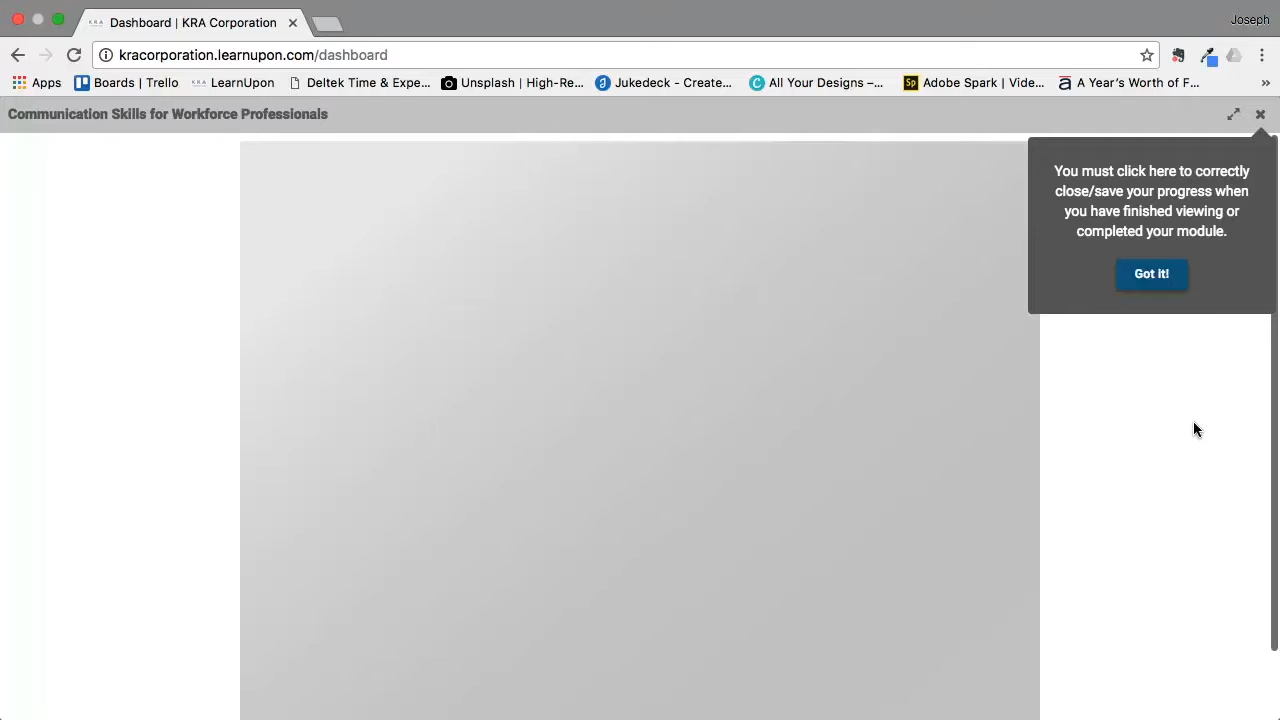 Dashboard | KRA Corporation
Joseph
kracorporation.learnupon.com/dashboard
Apps Boards | Trello KRA LearnUpon Deltek Time & Expe... Unsplash | High-Re... Jukedeck - Create... All Your Designs –... Sp Adobe Spark | Vide... A Year's Worth of F... »
Communication Skills for Workforce Professionals
You must click here to correctly
close/save your progress when
you have finished viewing or
completed your module.
Got it!